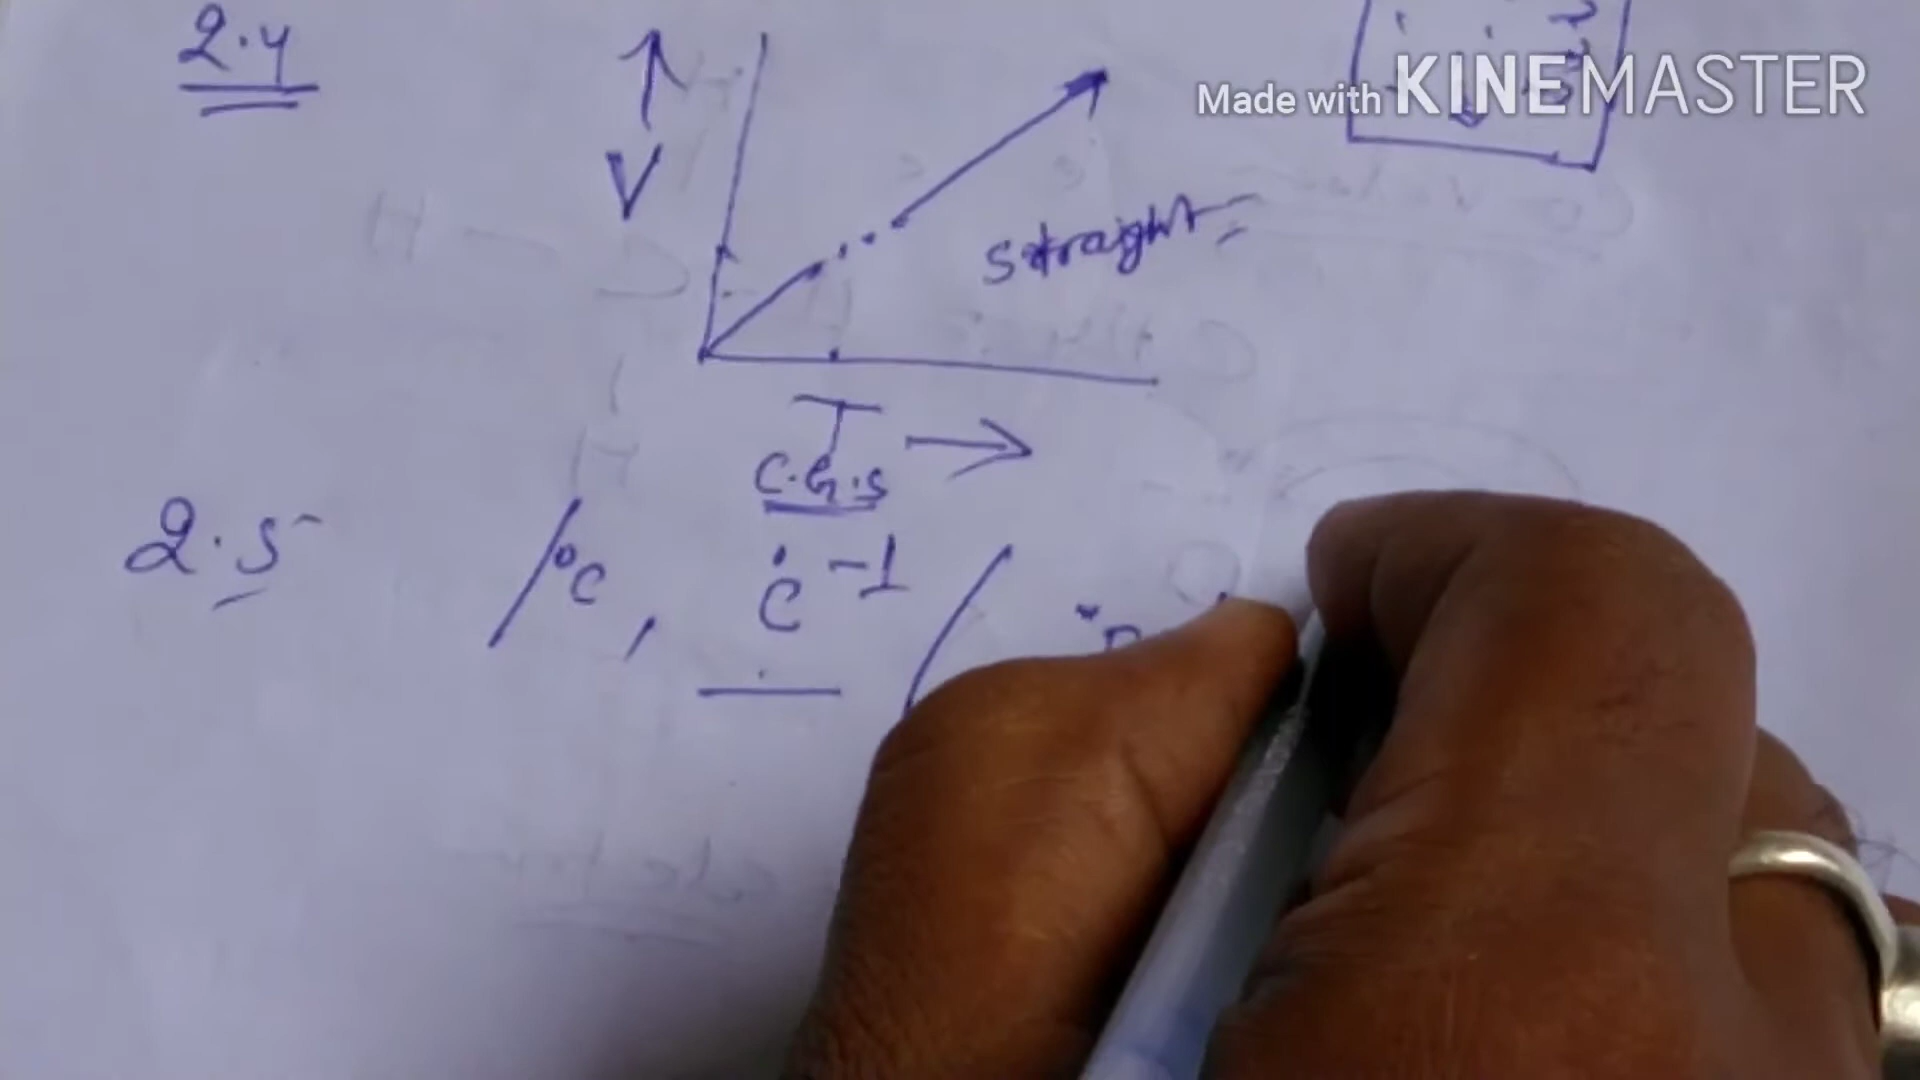 2.4
Made with KINEMASTER
V
Straight
T
C.G.S
2.5
/°C, °C -1